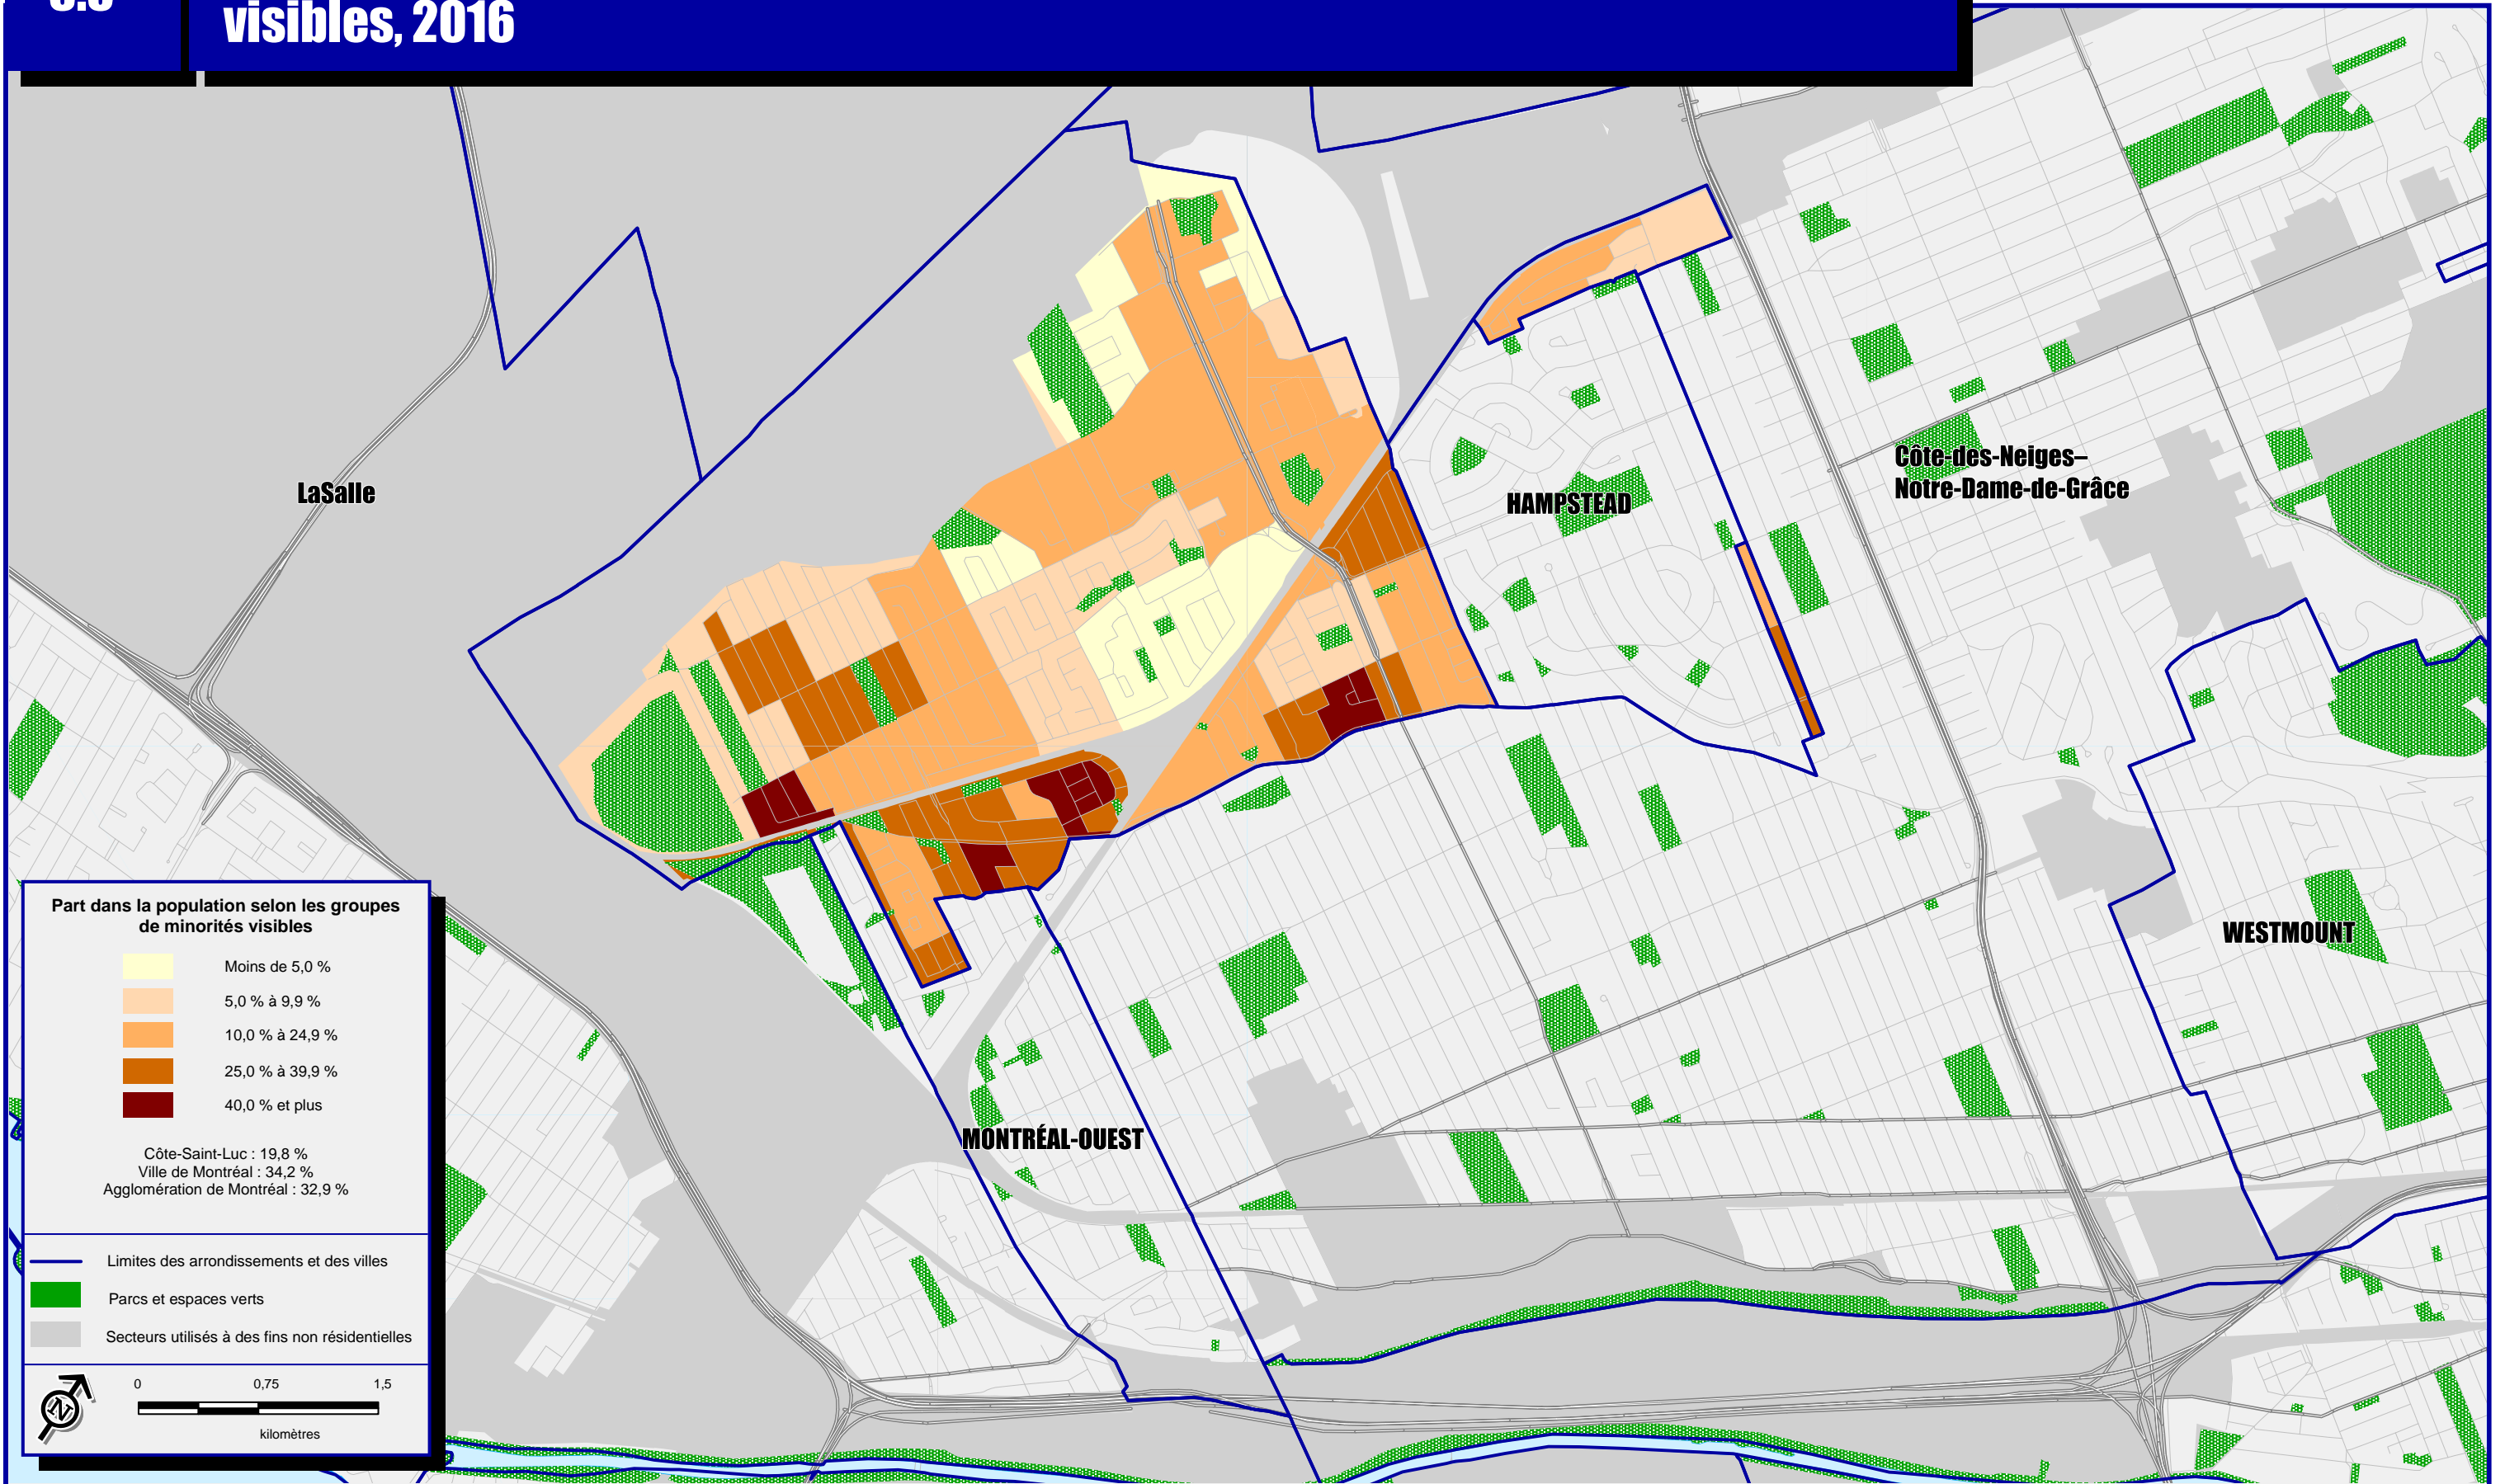 visibles, 2016
LaSalle
HAMPSTEAD
Côte-des-Neiges–
Notre-Dame-de-Grâce
WESTMOUNT
MONTRÉAL-OUEST
Part dans la population selon les groupes
de minorités visibles
Moins de 5,0 %
5,0 % à 9,9 %
10,0 % à 24,9 %
25,0 % à 39,9 %
40,0 % et plus
Côte-Saint-Luc : 19,8 %
Ville de Montréal : 34,2 %
Agglomération de Montréal : 32,9 %
Limites des arrondissements et des villes
Parcs et espaces verts
Secteurs utilisés à des fins non résidentielles
N
0 0,75 1,5
kilomètres